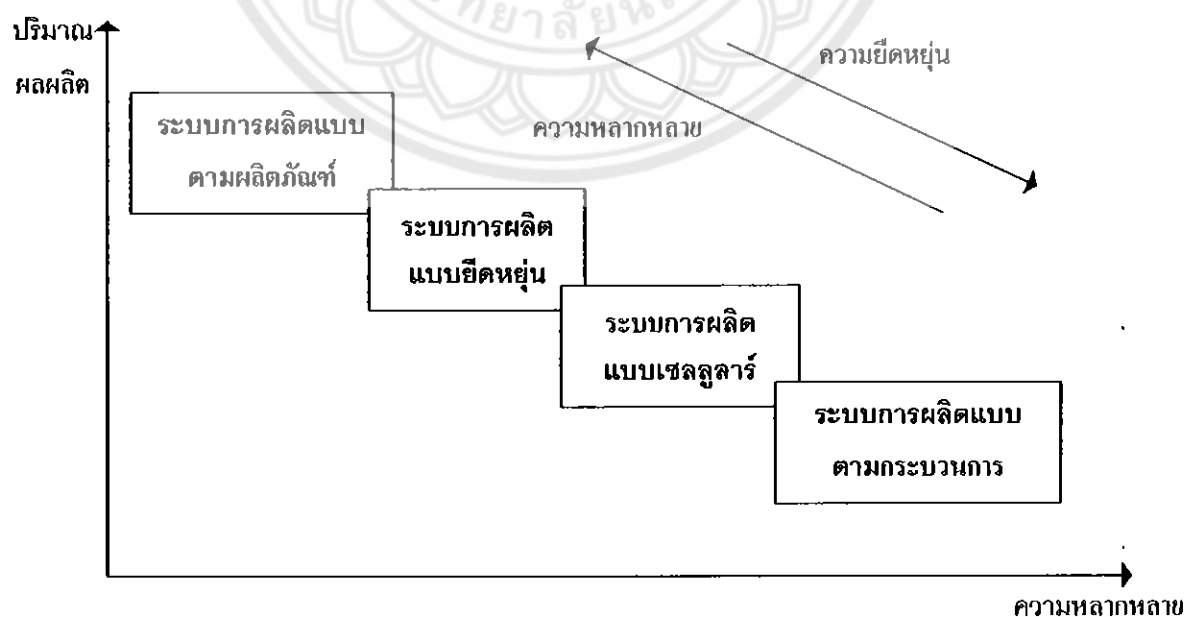 ทยาลัยน
ปริมาณ
ผลผลิต
ความยืดหยุ่น
ความหลากหลวย
ระบบการผลิตแบบ
ตามผลิตภัณฑ์
ระบบการผลิต
แบบยืดหยุ่น
ระบบการผลิต
แบบเซลลูลาร์
ระบบการผลิตแบบ
ตามกระบวนการ
ความหลากหลาย